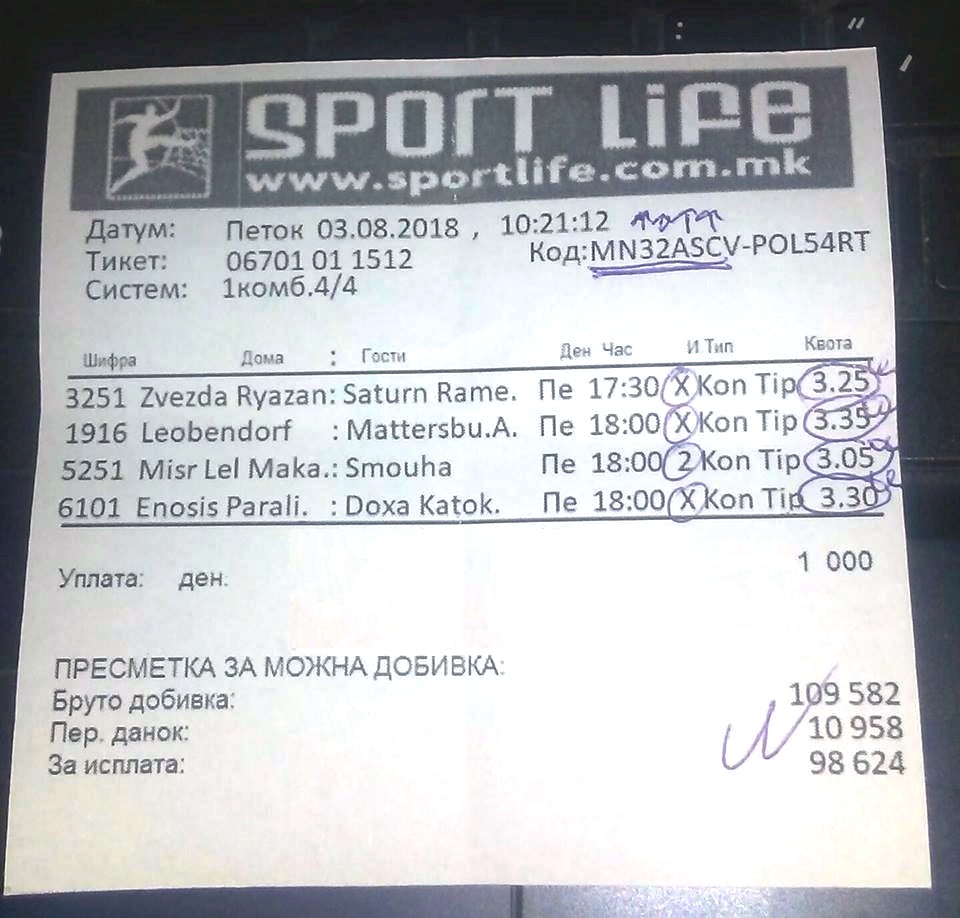 SPORT LIFE
www.sportlife.com.mk
Датум: Петок 03.08.2018 , 10:21:12
Код:MN32ASCV-POL54RT
Тикет: 06701 01 1512
Систем: 1комб.4/4
Шифра Дома : Гости Ден Час И Тип Квота
3251 Zvezda Ryazan: Saturn Rame. Пе 17:30 X Kon Tip 3.25
1916 Leobendorf : Mattersbu.A. Пе 18:00 X Kon Tip 3.35
5251 Misr Lel Maka.: Smouha Пе 18:00 2 Kon Tip 3.05
6101 Enosis Parali. : Doxa Katok. Пе 18:00 X Kon Tip 3.30
Уплата: ден. 1 000
ПРЕСМЕТКА ЗА МОЖНА ДОБИВКА:
Бруто добивка: 109 582
Пер. данок: 10 958
За исплата: 98 624